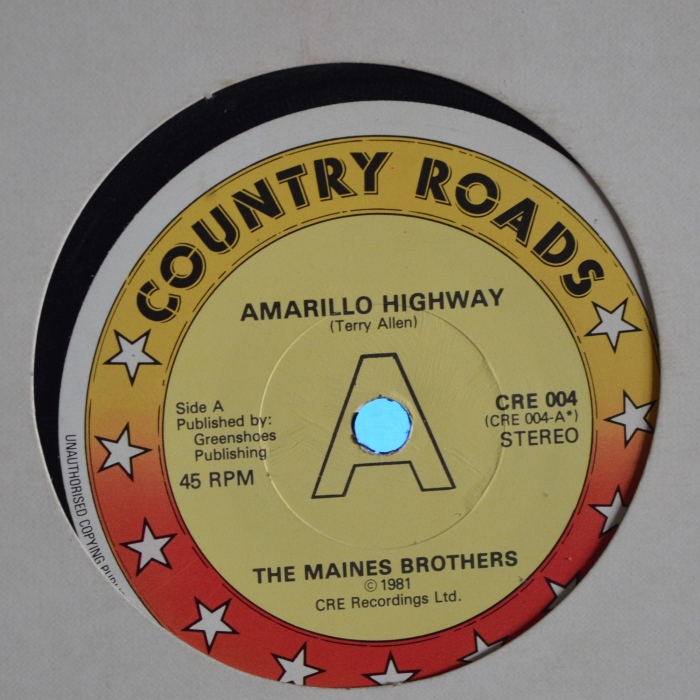 COUNTRY ROADS
AMARILLO HIGHWAY
(Terry Allen)
A
Side A
Published by:
Greenshoes
Publishing
45 RPM
CRE 004
(CRE 004-A*)
STEREO
THE MAINES BROTHERS
© 1981
CRE Recordings Ltd.
UNAUTHORISED COPYING